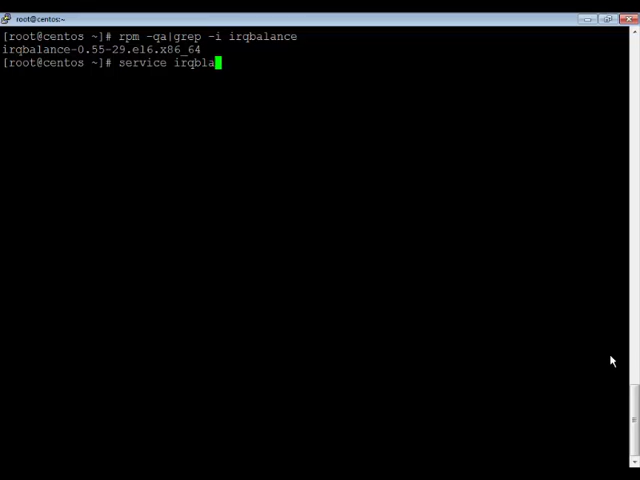 root@centos:~
[root@centos ~]# rpm -qa|grep -i irqbalance
irqbalance-0.55-29.el6.x86_64
[root@centos ~]# service irqbla